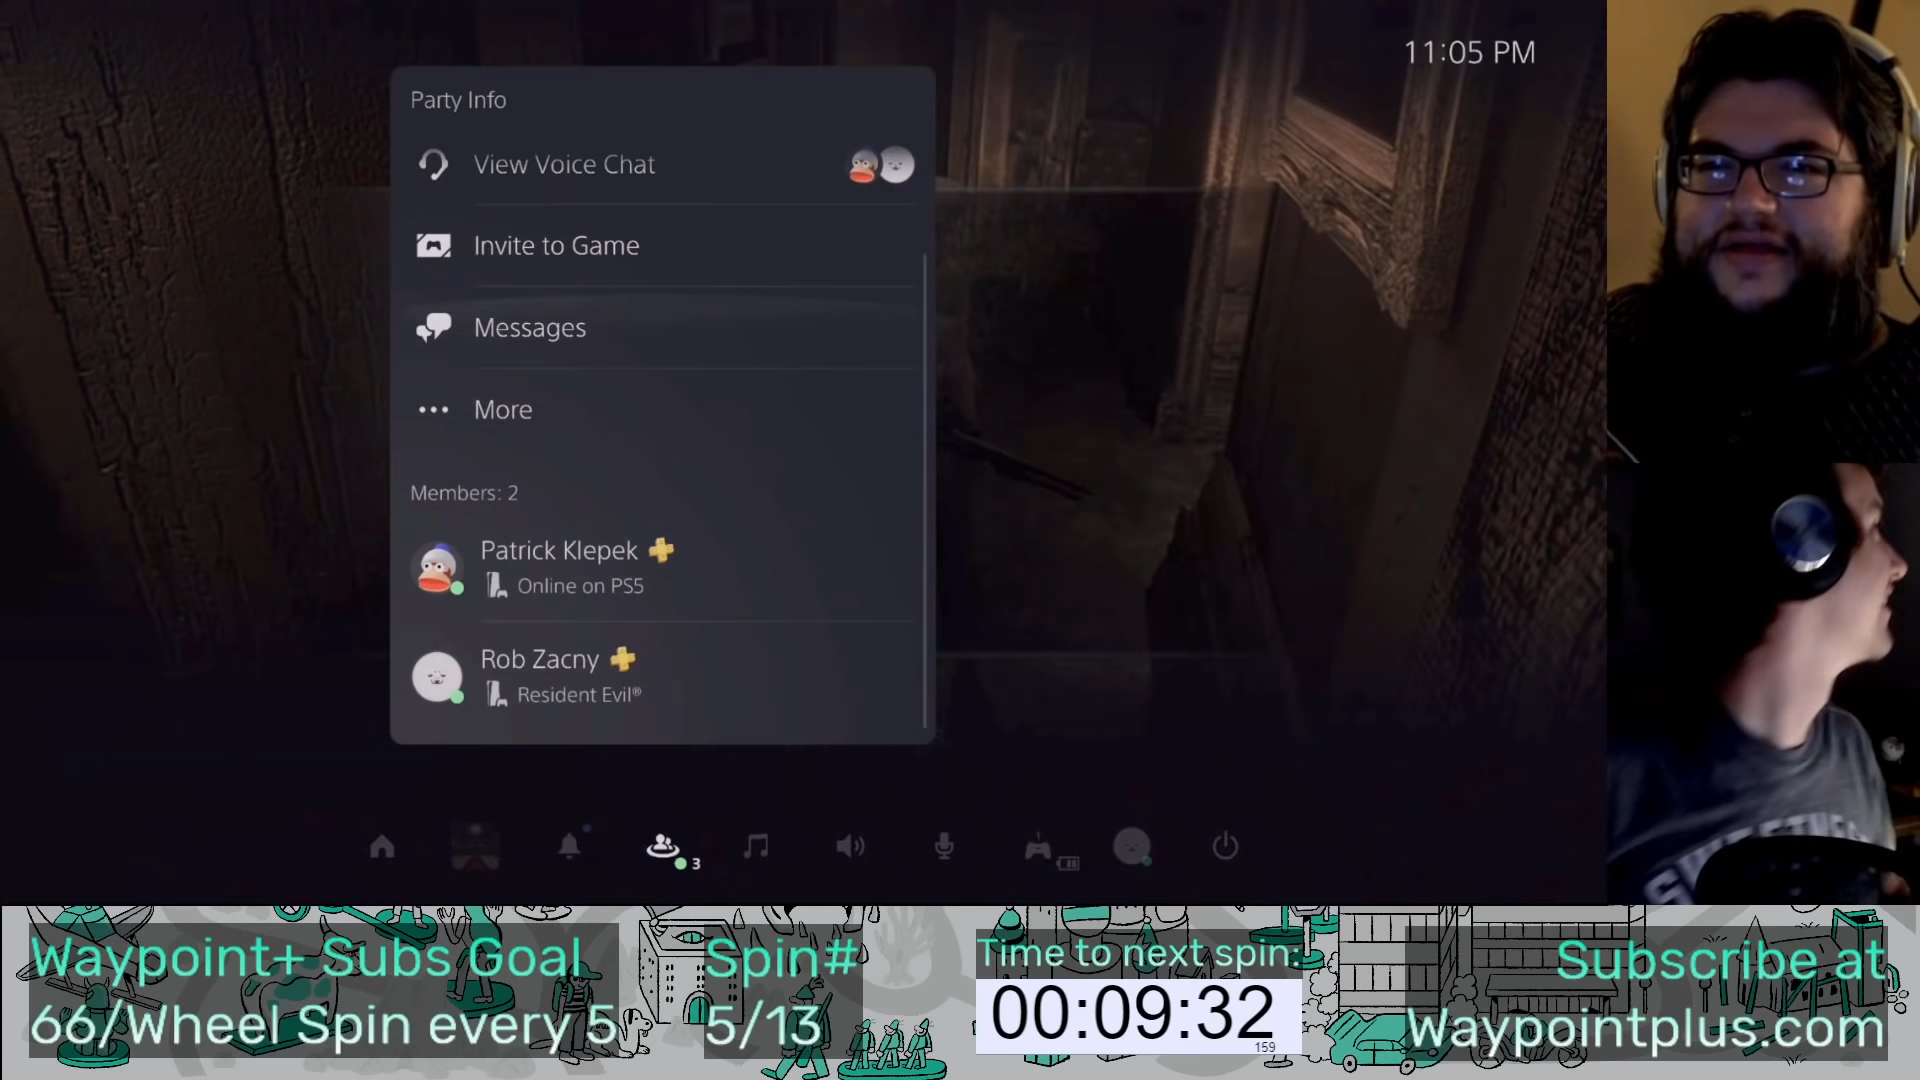 11:05 PM
Party Info
View Voice Chat
Invite to Game
Messages
More
Members: 2
Patrick Klepek
Online on PS5
Rob Zacny
Resident Evil®
3
1
Waypoint+ Subs Goal
66/Wheel Spin every 5
Spin#
5/13
Time to next spin:
00:09:32
159
Subscribe at
Waypointplus.com